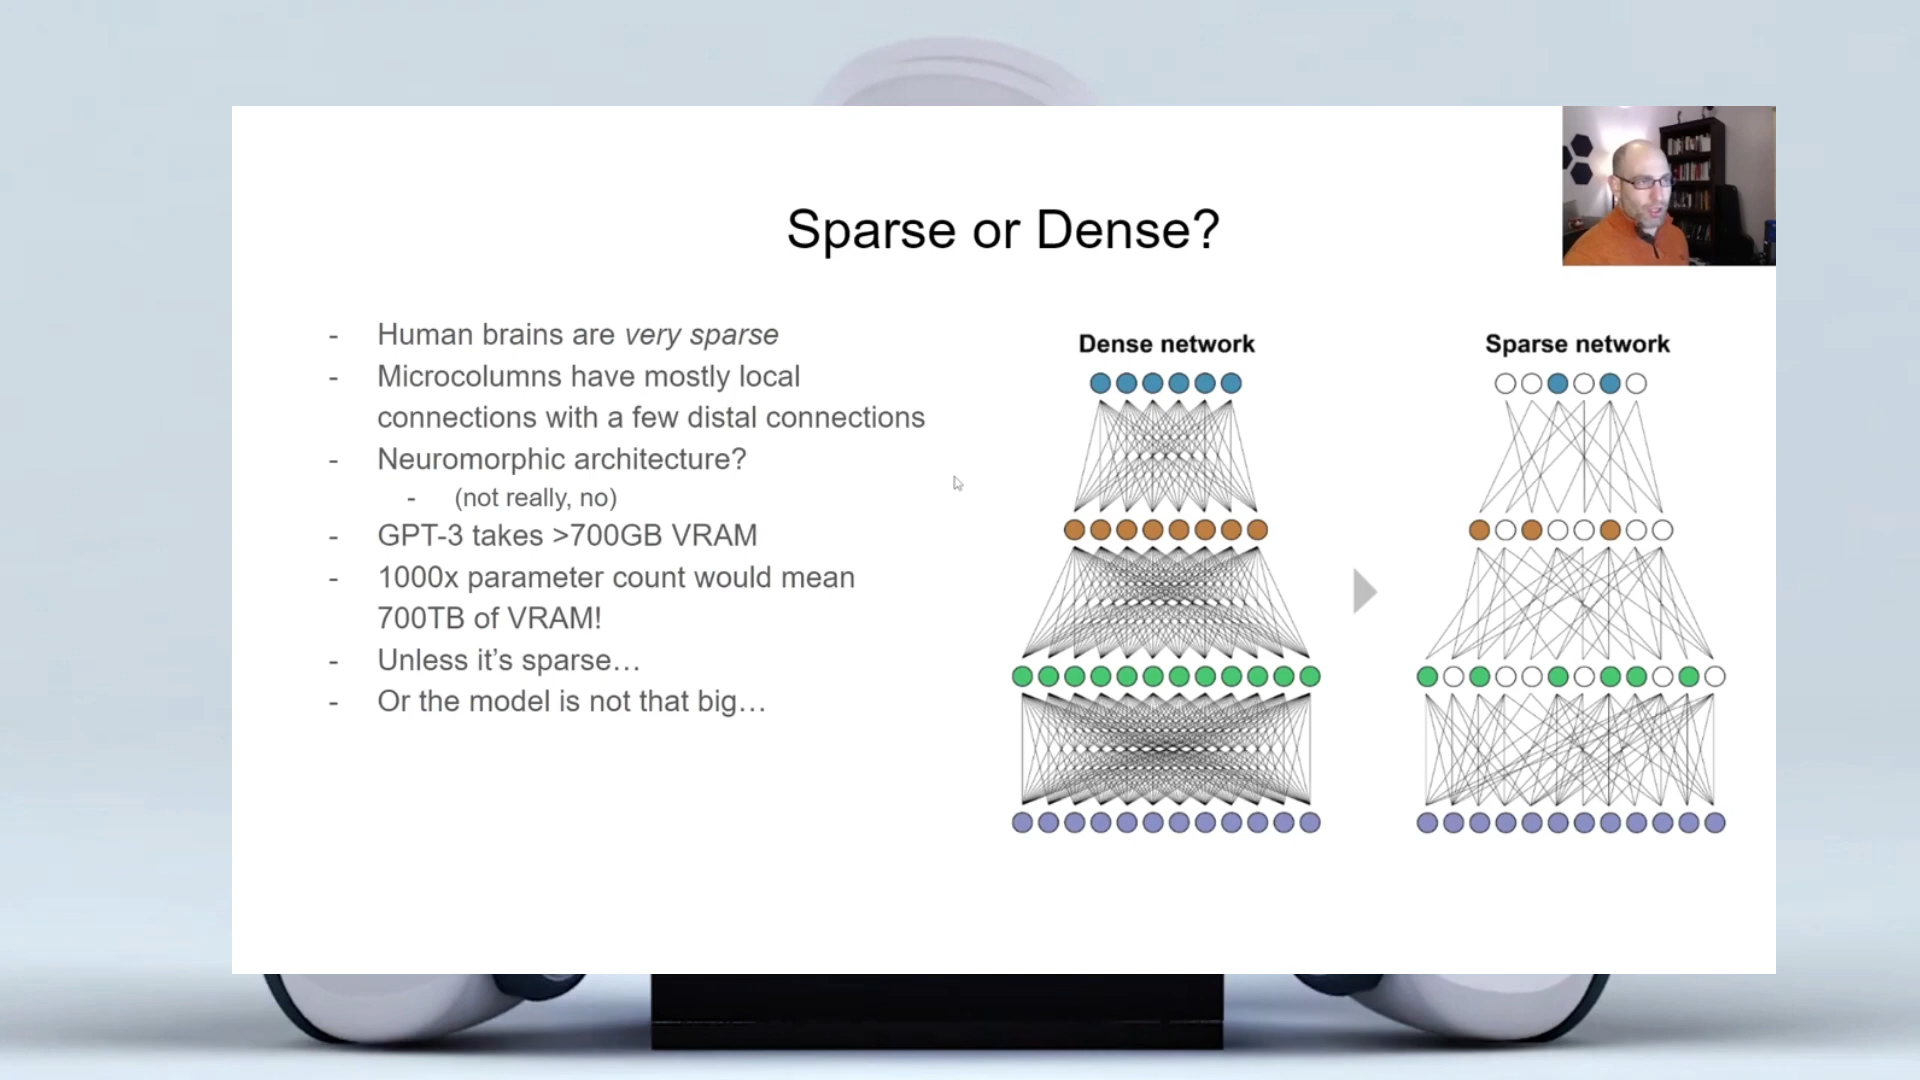 Sparse or Dense?
- Human brains are very sparse
- Microcolumns have mostly local
connections with a few distal connections
- Neuromorphic architecture?
- (not really, no)
- GPT-3 takes >700GB VRAM
- 1000x parameter count would mean
700TB of VRAM!
- Unless it’s sparse…
- Or the model is not that big…
Dense network
Sparse network